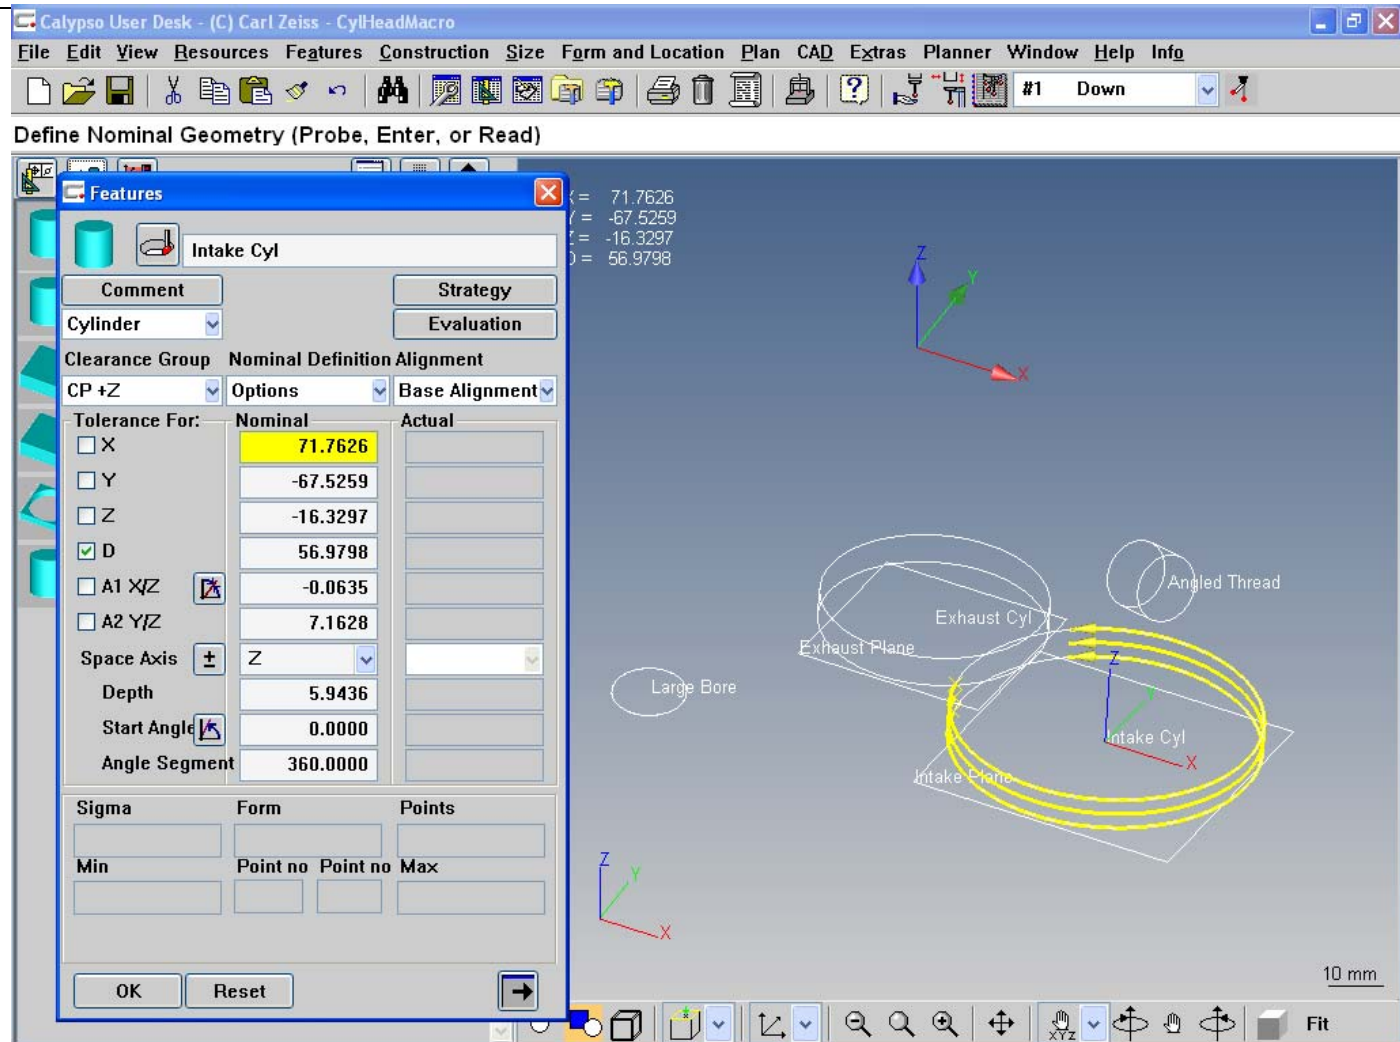 Calypso User Desk - (C) Carl Zeiss - CylHeadMacro
File Edit View Resources Features Construction Size Form and Location Plan CAD Extras Planner Window Help Info
#1 Down
Define Nominal Geometry (Probe, Enter, or Read)
Features
Intake Cyl
Comment Strategy
Cylinder Evaluation
Clearance Group Nominal Definition Alignment
CP +Z Options Base Alignment
Tolerance For: Nominal Actual
X 71.7626
Y -67.5259
Z -16.3297
D 56.9798
A1 X/Z -0.0635
A2 Y/Z 7.1628
Space Axis ± Z
Depth 5.9436
Start Angle 0.0000
Angle Segment 360.0000
Sigma Form Points
Min Point no Point no Max
OK Reset
= 71.7626
= -67.5259
= -16.3297
= 56.9798
Z
Y
X
Angled Thread
Exhaust Cyl
Exhaust Plane
Large Bore
Z
Y
Intake Cyl
X
Intake Plane
Z
Y
X
10 mm
XYZ
Fit